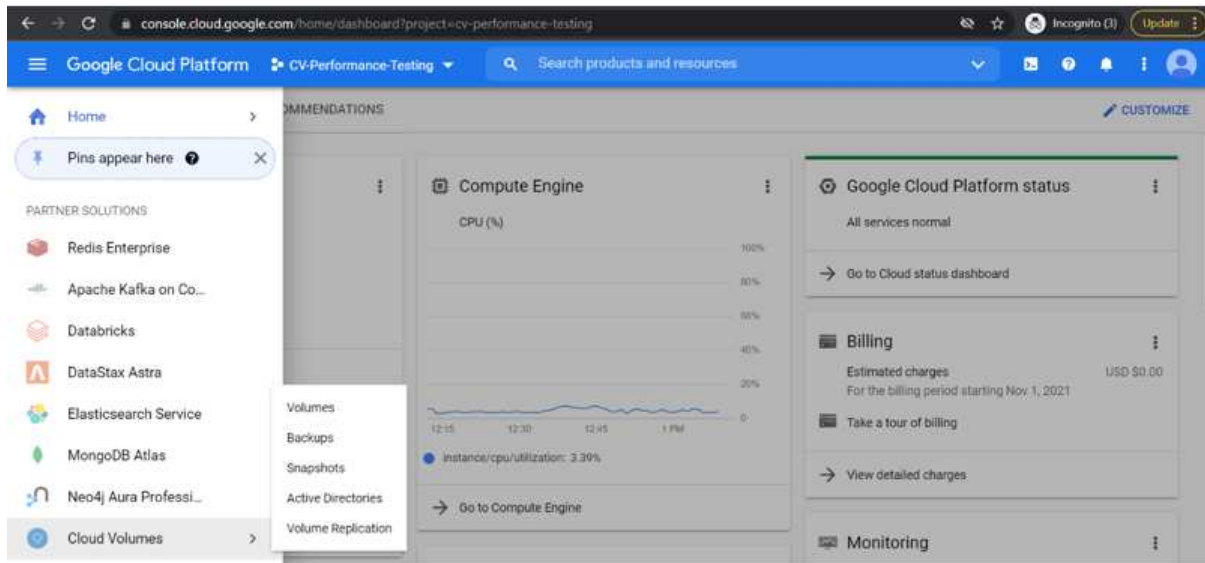 console.cloud.google.com/home/dashboard?project=cv-performance-testing
Incognito (3)
Update
Google Cloud Platform
CV-Performance-Testing
Search products and resources
Home
OMMENDATIONS
CUSTOMIZE
Pins appear here
PARTNER SOLUTIONS
Redis Enterprise
Apache Kafka on Co...
Databricks
DataStax Astra
Elasticsearch Service
MongoDB Atlas
Neo4j Aura Professi...
Cloud Volumes
Volumes
Backups
Snapshots
Active Directories
Volume Replication
Compute Engine
CPU (%)
100%
80%
60%
40%
20%
0
12:15 12:30 12:45 1 PM
instance/cpu/utilization: 3.39%
Go to Compute Engine
Google Cloud Platform status
All services normal
Go to Cloud status dashboard
Billing
Estimated charges USD $0.00
For the billing period starting Nov 1, 2021
Take a tour of billing
View detailed charges
Monitoring